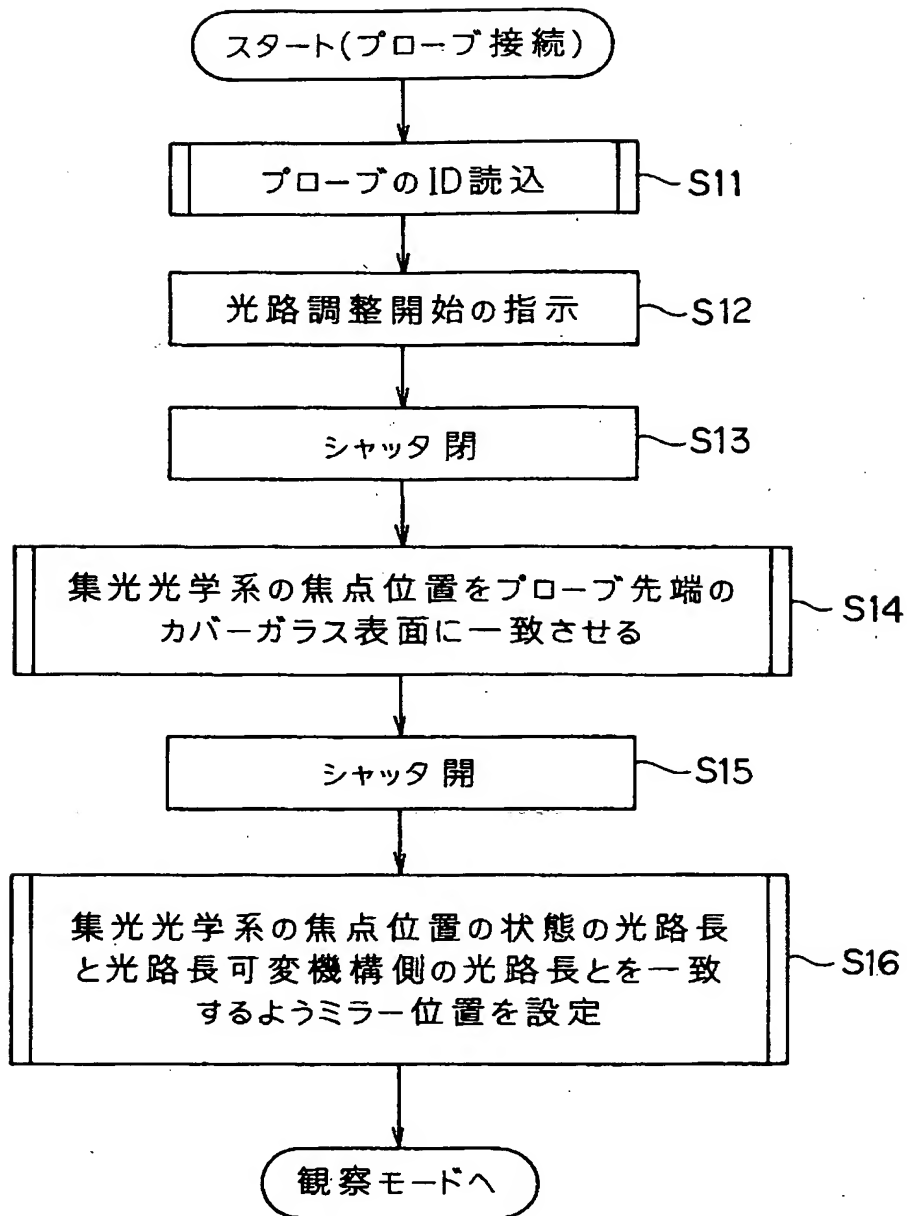 スタート(プローブ接続)
プローブのID読込
S11
光路調整開始の指示
S12
シャッタ閉
S13
集光光学系の焦点位置をプローブ先端の
カバーガラス表面に一致させる
S14
シャッタ開
S15
集光光学系の焦点位置の状態の光路長
と光路長可変機構側の光路長とを一致
するようミラー位置を設定
S16
観察モードへ